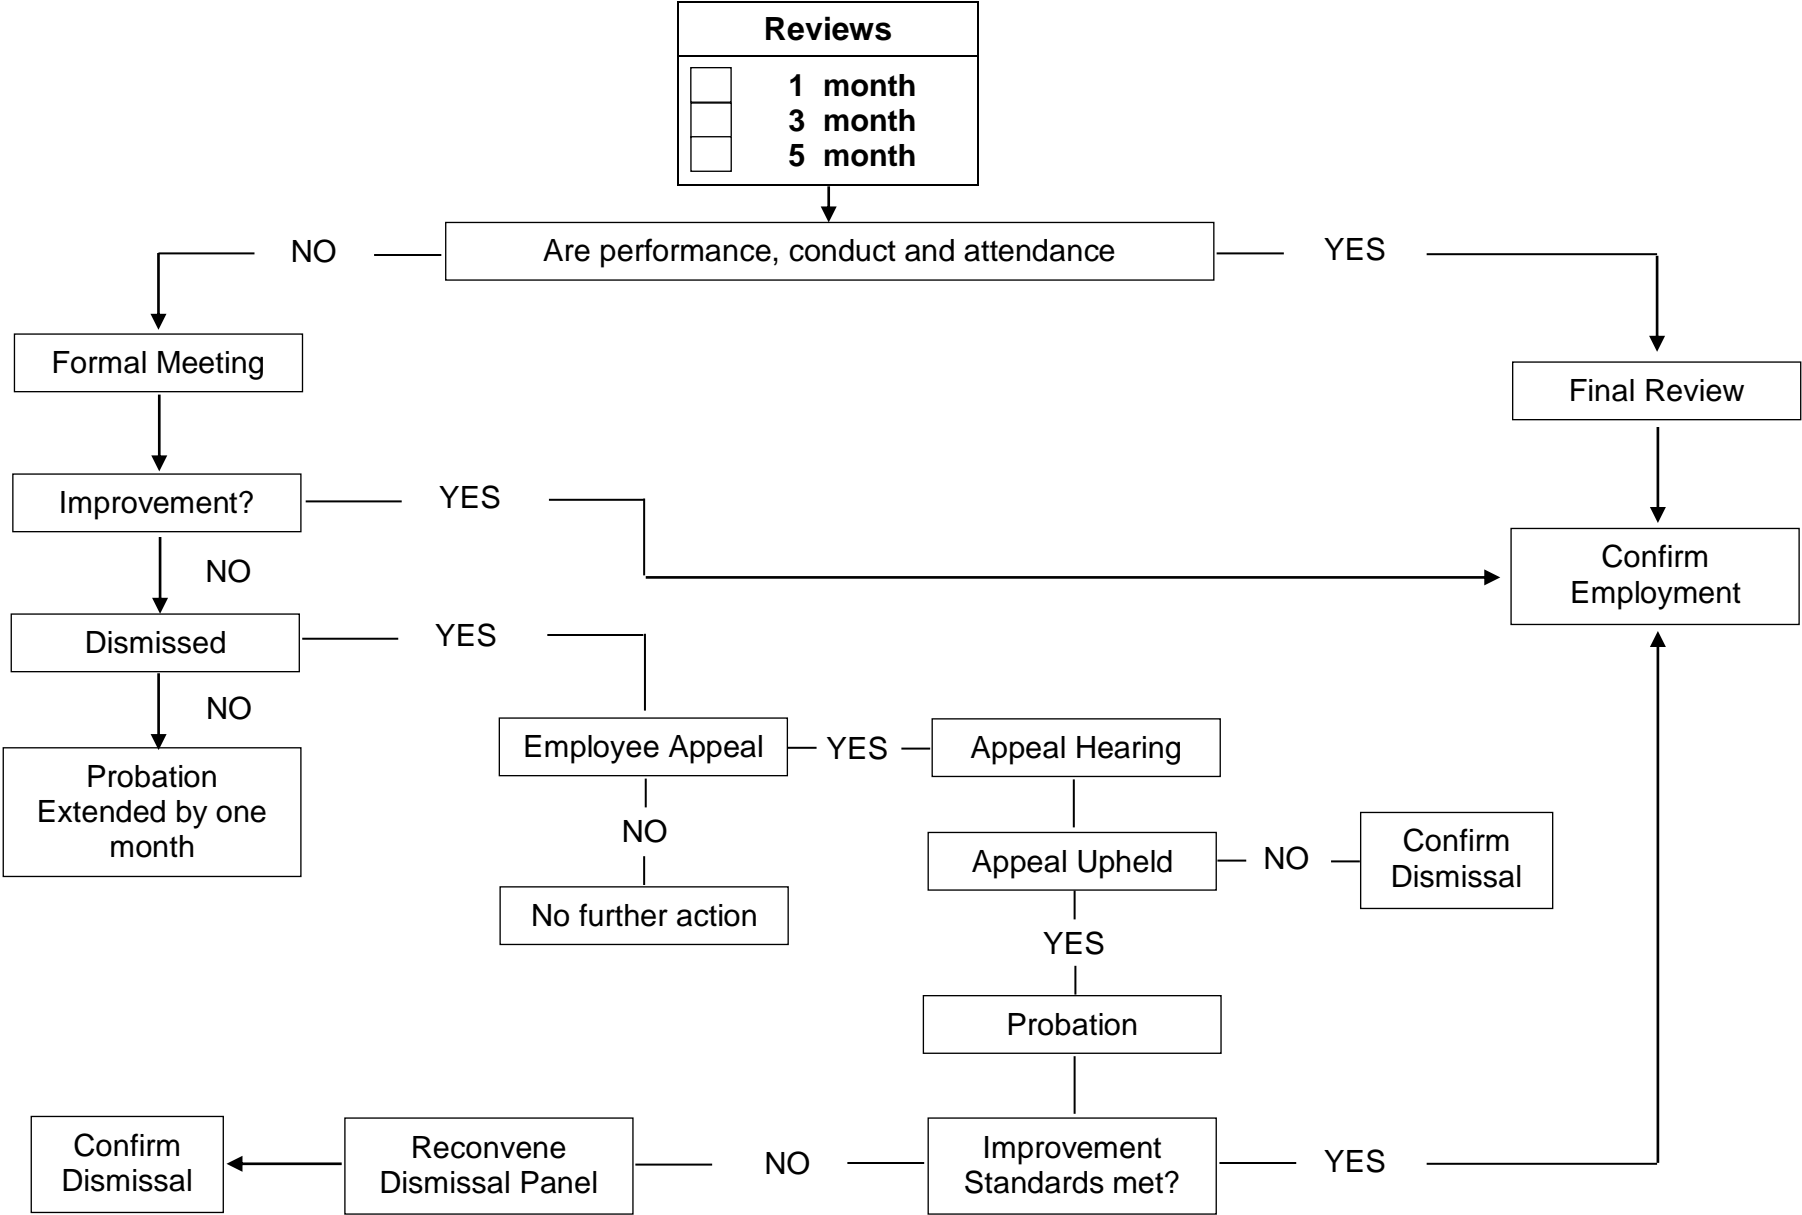 Reviews
1 month
3 month
5 month
NO
Are performance, conduct and attendance
YES
Formal Meeting
Final Review
Improvement?
YES
NO
Confirm
Employment
Dismissed
YES
NO
Employee Appeal
YES
Appeal Hearing
Probation
Extended by one
month
NO
Appeal Upheld
NO
Confirm
Dismissal
No further action
YES
Probation
Confirm
Dismissal
Reconvene
Dismissal Panel
NO
Improvement
Standards met?
YES